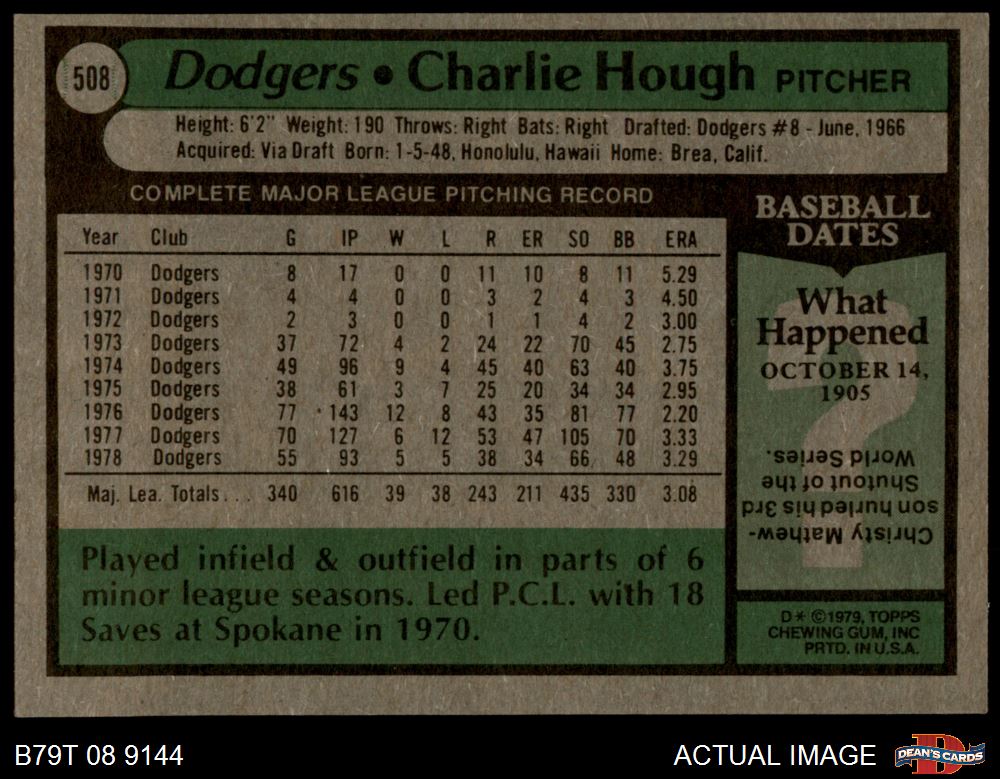 508 Dodgers • Charlie Hough PITCHER
Height: 6'2" Weight: 190 Throws: Right Bats: Right Drafted: Dodgers #8 - June, 1966
Acquired: Via Draft Born: 1-5-48, Honolulu, Hawaii Home: Brea, Calif.
COMPLETE MAJOR LEAGUE PITCHING RECORD
Year Club G IP W L R ER SO BB ERA
1970 Dodgers 8 17 0 0 11 10 8 11 5.29
1971 Dodgers 4 4 0 0 3 2 4 3 4.50
1972 Dodgers 2 3 0 0 1 1 4 2 3.00
1973 Dodgers 37 72 4 2 24 22 70 45 2.75
1974 Dodgers 49 96 9 4 45 40 63 40 3.75
1975 Dodgers 38 61 3 7 25 20 34 34 2.95
1976 Dodgers 77 143 12 8 43 35 81 77 2.20
1977 Dodgers 70 127 6 12 53 47 105 70 3.33
1978 Dodgers 55 93 5 5 38 34 66 48 3.29
Maj. Lea. Totals... 340 616 39 38 243 211 435 330 3.08
Played infield & outfield in parts of 6
minor league seasons. Led P.C.L. with 18
Saves at Spokane in 1970.
BASEBALL
DATES
What
Happened
OCTOBER 14,
1905
Christy Mathew-
son hurled his 3rd
Shutout of the
World Series.
D* ©1979, TOPPS
CHEWING GUM, INC
PRTD. IN U.S.A.
B79T 08 9144
ACTUAL IMAGE
D
DEAN'S CARDS